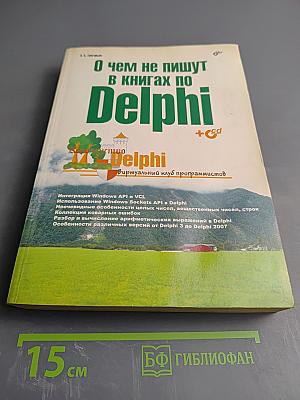 О чем не пишут
в книгах по
Delphi
+cd
Delphi
виртуальный клуб программистов
Интеграция Windows API и VCL
Использование Windows Sockets API в Delphi
Неочевидные особенности целых чисел, вещественных чисел, строк
Коллекция коварных ошибок
Разбор и вычисление арифметических выражений в Delphi
Особенности различных версий от Delphi 3 до Delphi 2007
15 см
БФ ГИБЛИОФАН